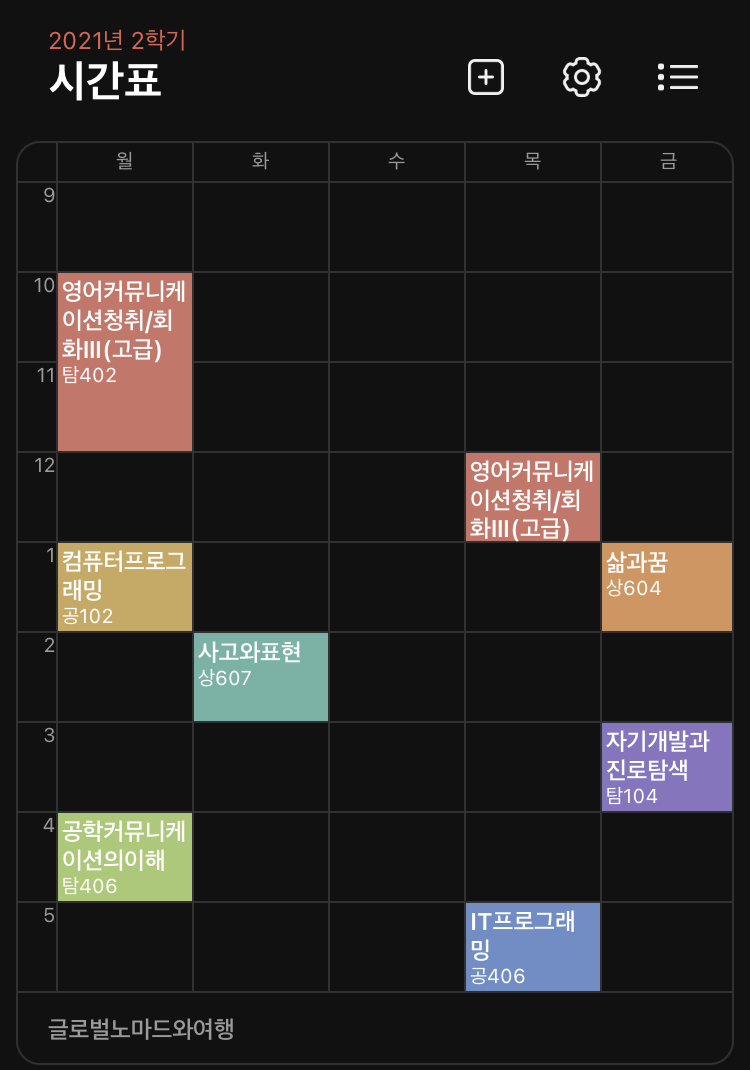 2021년 2학기
시간표
월 화 수 목 금
9
10
영어커뮤니케
이션청취/회
화III(고급)
탐402
11
12
영어커뮤니케
이션청취/회
화III(고급)
1
컴퓨터프로그
래밍
공102
삶과꿈
상604
2
사고와표현
상607
3
자기개발과
진로탐색
탐104
4
공학커뮤니케
이션의이해
탐406
5
IT프로그래
밍
공406
글로벌노마드와여행